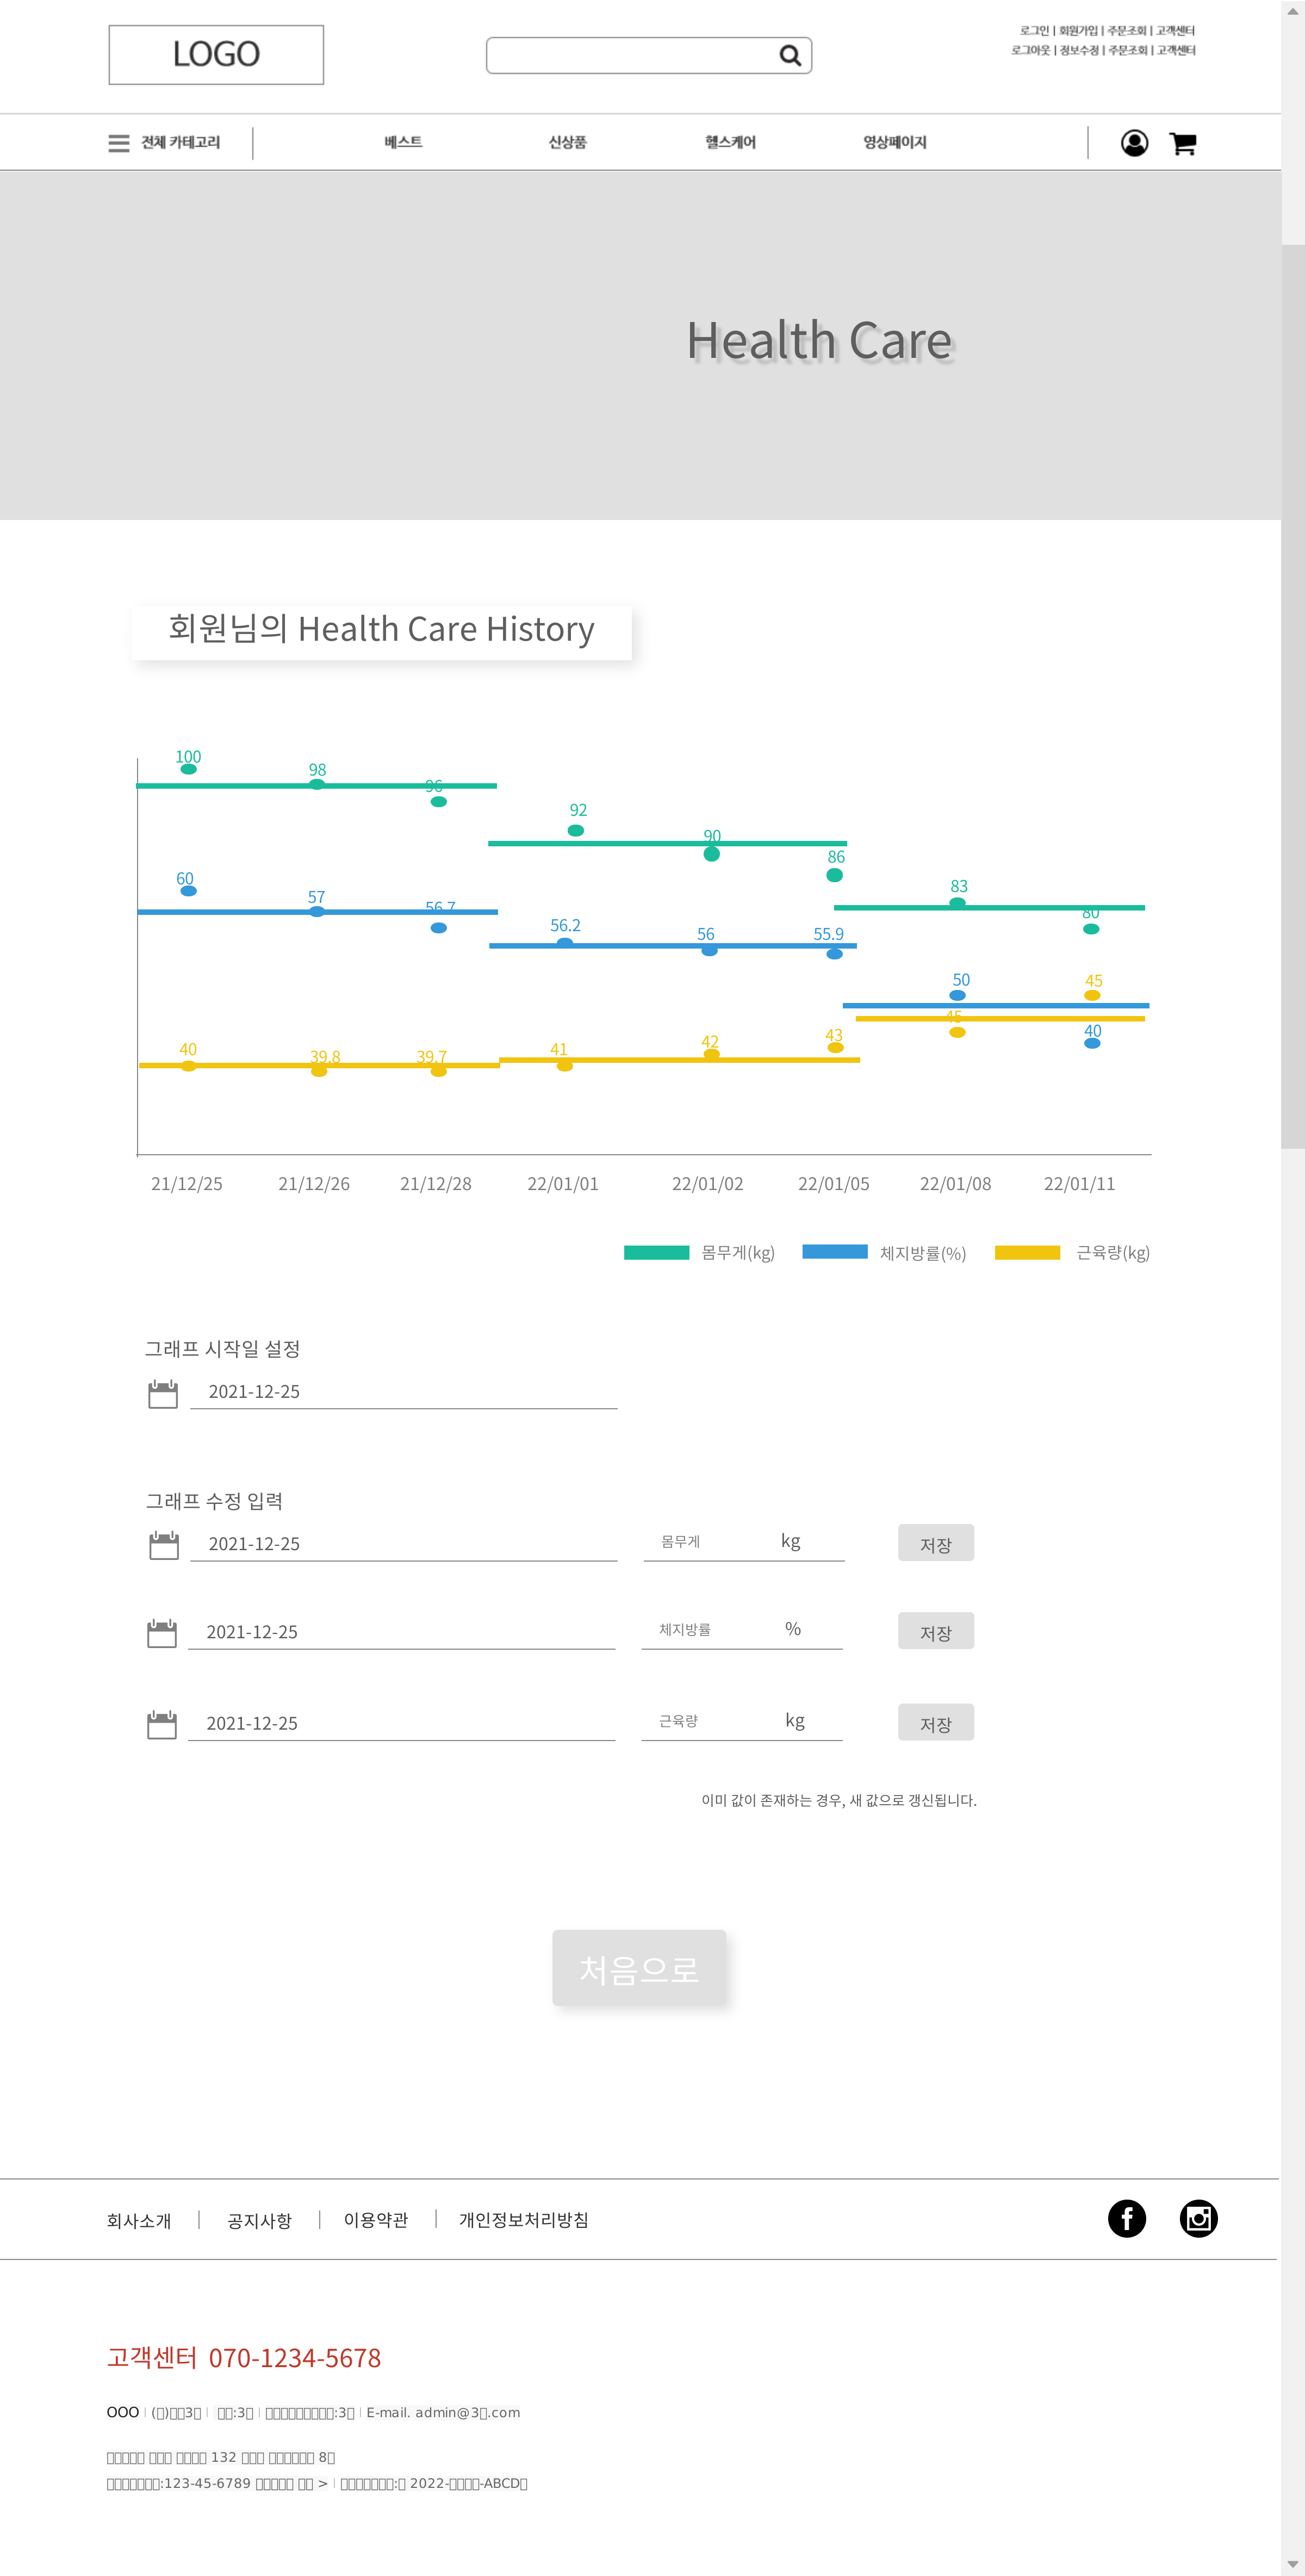 LOGO
로그인 | 회원가입 | 주문조회 | 고객센터
로그아웃 | 정보수정 | 주문조회 | 고객센터
전체 카테고리
베스트
신상품
헬스케어
영상페이지
Health Care
회원님의 Health Care History
100
98
96
92
90
86
83
80
60
57
56.7
56.2
56
55.9
50
40
40
39.8
39.7
41
42
43
45
45
21/12/25 21/12/26 21/12/28 22/01/01 22/01/02 22/01/05 22/01/08 22/01/11
몸무게(kg) 체지방률(%) 근육량(kg)
그래프 시작일 설정
2021-12-25
그래프 수정 입력
2021-12-25 몸무게 kg 저장
2021-12-25 체지방률 % 저장
2021-12-25 근육량 kg 저장
이미 값이 존재하는 경우, 새 값으로 갱신됩니다.
처음으로
회사소개 | 공지사항 | 이용약관 | 개인정보처리방침
고객센터 070-1234-5678
OOO | 3 | :3 | :3 | E-mail. admin@3.com
132 8
:123-45-6789 > | : 2022- -ABCD